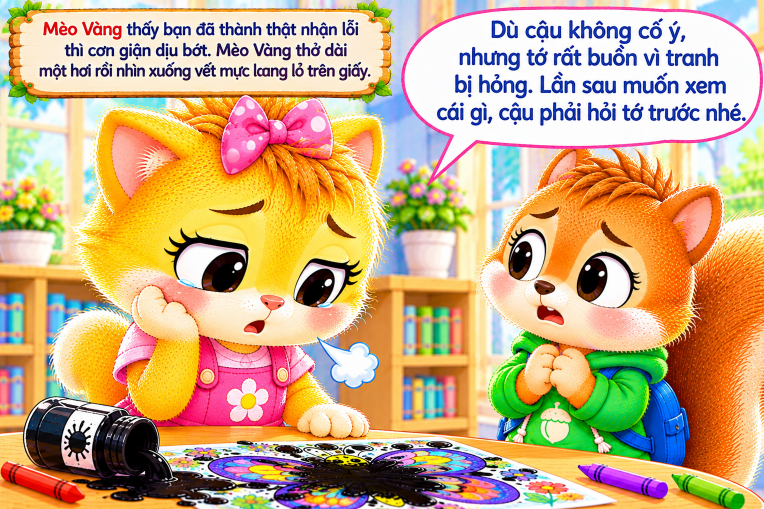 Mèo Vàng thấy bạn đã thành thật nhận lỗi
thì cơn giận dịu bớt. Mèo Vàng thở dài
một hơi rồi nhìn xuống vết mực loang lổ trên giấy.
Dù cậu không cố ý,
nhưng tớ rất buồn vì tranh
bị hỏng. Lần sau muốn xem
cái gì, cậu phải hỏi tớ trước nhé.